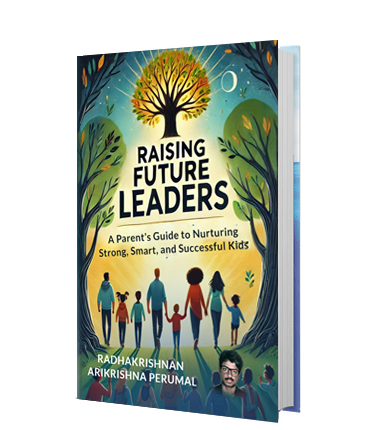 RAISING
FUTURE
LEADERS
A Parent's Guide to Nurturing
Strong, Smart, and Successful Kids
RADHAKRISHNAN
ARIKRISHNA PERUMAL